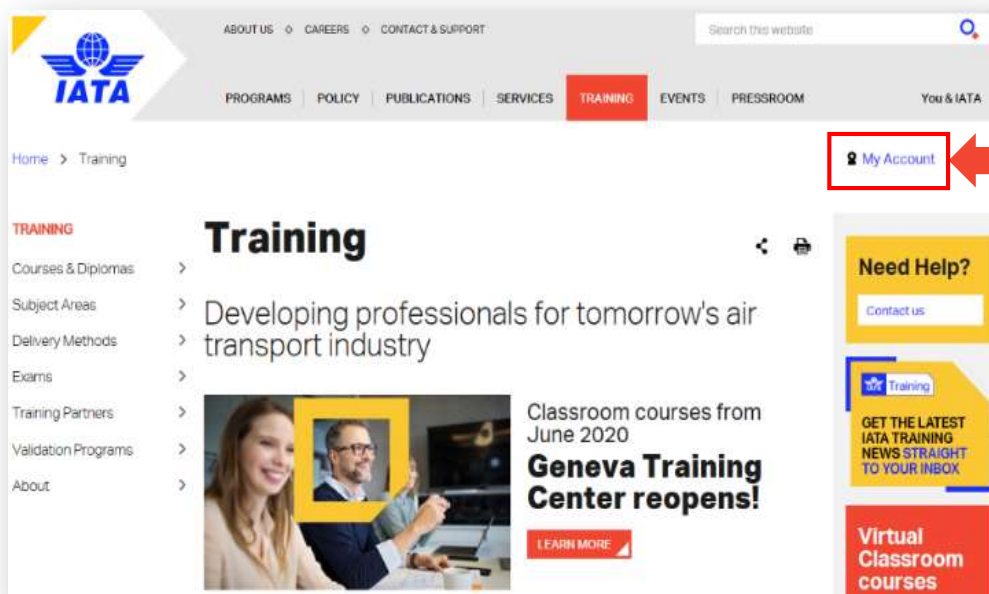 ABOUT US ◇ CAREERS ◇ CONTACT & SUPPORT
Search this website
IATA
PROGRAMS
POLICY
PUBLICATIONS
SERVICES
TRAINING
EVENTS
PRESSROOM
You & IATA
Home > Training
My Account
TRAINING
Courses & Diplomas
Subject Areas
Delivery Methods
Exams
Training Partners
Validation Programs
About
Training
Developing professionals for tomorrow's air
transport industry
Classroom courses from
June 2020
Geneva Training
Center reopens!
LEARN MORE
Need Help?
Contact us
Training
GET THE LATEST
IATA TRAINING
NEWS STRAIGHT
TO YOUR INBOX
Virtual
Classroom
courses